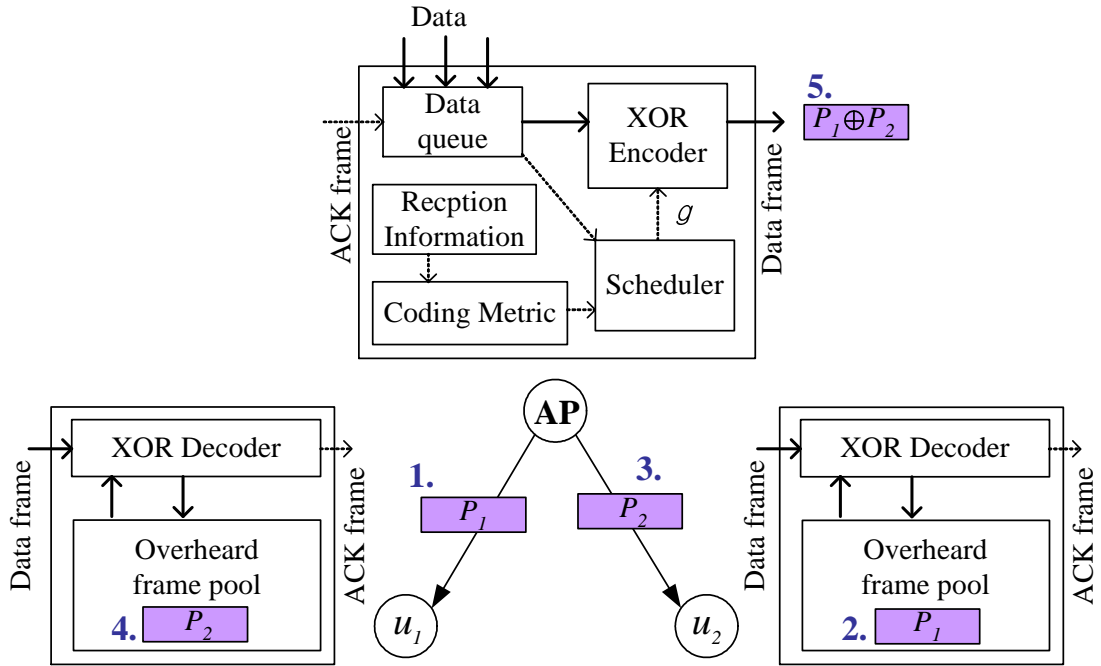 Data
5.
P1⊕P2
Data
queue
XOR
Encoder
ACK frame
Data frame
Recption
Information
g
Scheduler
Coding Metric
AP
XOR Decoder
XOR Decoder
1.
P1
3.
P2
Data frame
ACK frame
Data frame
ACK frame
Overheard
frame pool
4.
P2
u1
u2
Overheard
frame pool
2.
P1